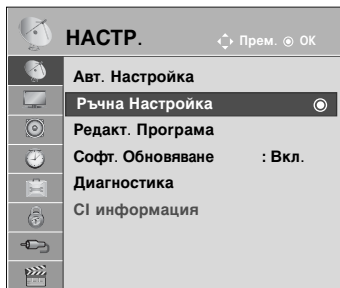 НАСТР. Прем. OK
Авт. Настройка
Ръчна Настройка
Редакт. Програма
Софт. Обновяване : Вкл.
Диагностика
CI информация